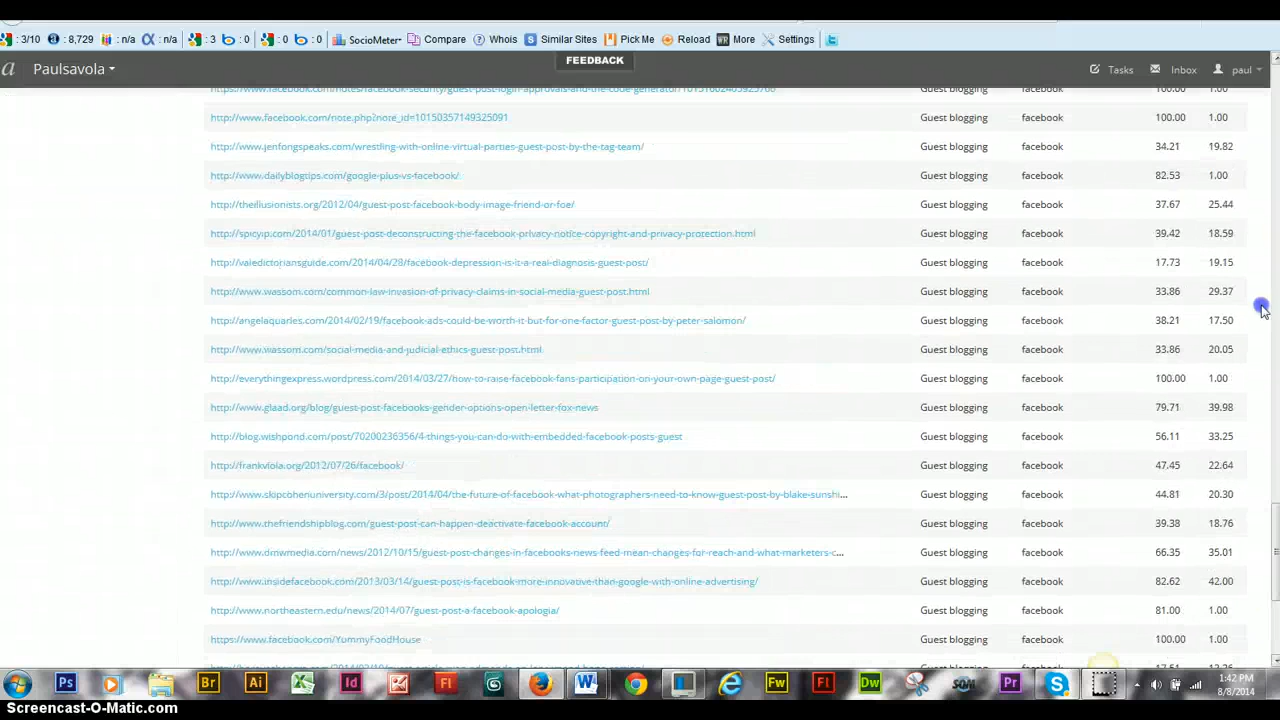 : 3/10 : 8,729 : n/a : n/a : 3 : 0 : 0 : 0 SocioMeter Compare Whois Similar Sites Pick Me Reload More Settings
Paulsavola FEEDBACK Tasks Inbox paul
http://www.facebook.com/note.php?note_id=10150357149325091 Guest blogging facebook 100.00 1.00
http://www.jenfongspeaks.com/wrestling-with-online-virtual-parties-guest-post-by-the-tag-team/ Guest blogging facebook 34.21 19.82
http://www.dailyblogtips.com/google-plus-vs-facebook/ Guest blogging facebook 82.53 1.00
http://theillusionists.org/2012/04/guest-post-facebook-body-image-friend-or-foe/ Guest blogging facebook 37.67 25.44
http://spicyip.com/2014/01/guest-post-deconstructing-the-facebook-privacy-notice-copyright-and-privacy-protection.html Guest blogging facebook 39.42 18.59
http://valedictoriansguide.com/2014/04/28/facebook-depression-is-it-a-real-diagnosis-guest-post/ Guest blogging facebook 17.73 19.15
http://www.wassom.com/common-law-invasion-of-privacy-claims-in-social-media-guest-post.html Guest blogging facebook 33.86 29.37
http://angelaquarles.com/2014/02/19/facebook-ads-could-be-worth-it-but-for-one-factor-guest-post-by-peter-salomon/ Guest blogging facebook 38.21 17.50
http://www.wassom.com/social-media-and-judicial-ethics-guest-post.html Guest blogging facebook 33.86 20.05
http://everythingexpress.wordpress.com/2014/03/27/how-to-raise-facebook-fans-participation-on-your-own-page-guest-post/ Guest blogging facebook 100.00 1.00
http://www.glaad.org/blog/guest-post-facebooks-gender-options-open-letter-fox-news Guest blogging facebook 79.71 39.98
http://blog.wishpond.com/post/70200236356/4-things-you-can-do-with-embedded-facebook-posts-guest Guest blogging facebook 56.11 33.25
http://frankviola.org/2012/07/26/facebook/ Guest blogging facebook 47.45 22.64
http://www.skipcohenuniversity.com/3/post/2014/04/the-future-of-facebook-what-photographers-need-to-know-guest-post-by-blake-sunshi... Guest blogging facebook 44.81 20.30
http://www.thefriendshipblog.com/guest-post-can-happen-deactivate-facebook-account/ Guest blogging facebook 39.38 18.76
http://www.dmwmedia.com/news/2012/10/15/guest-post-changes-in-facebooks-news-feed-mean-changes-for-reach-and-what-marketers-c... Guest blogging facebook 66.35 35.01
http://www.insidefacebook.com/2013/03/14/guest-post-is-facebook-more-innovative-than-google-with-online-advertising/ Guest blogging facebook 82.62 42.00
http://www.northeastern.edu/news/2014/07/guest-post-a-facebook-apologia/ Guest blogging facebook 81.00 1.00
https://www.facebook.com/YummyFoodHouse Guest blogging facebook 100.00 1.00
1:42 PM
8/8/2014
Screencast-O-Matic.com